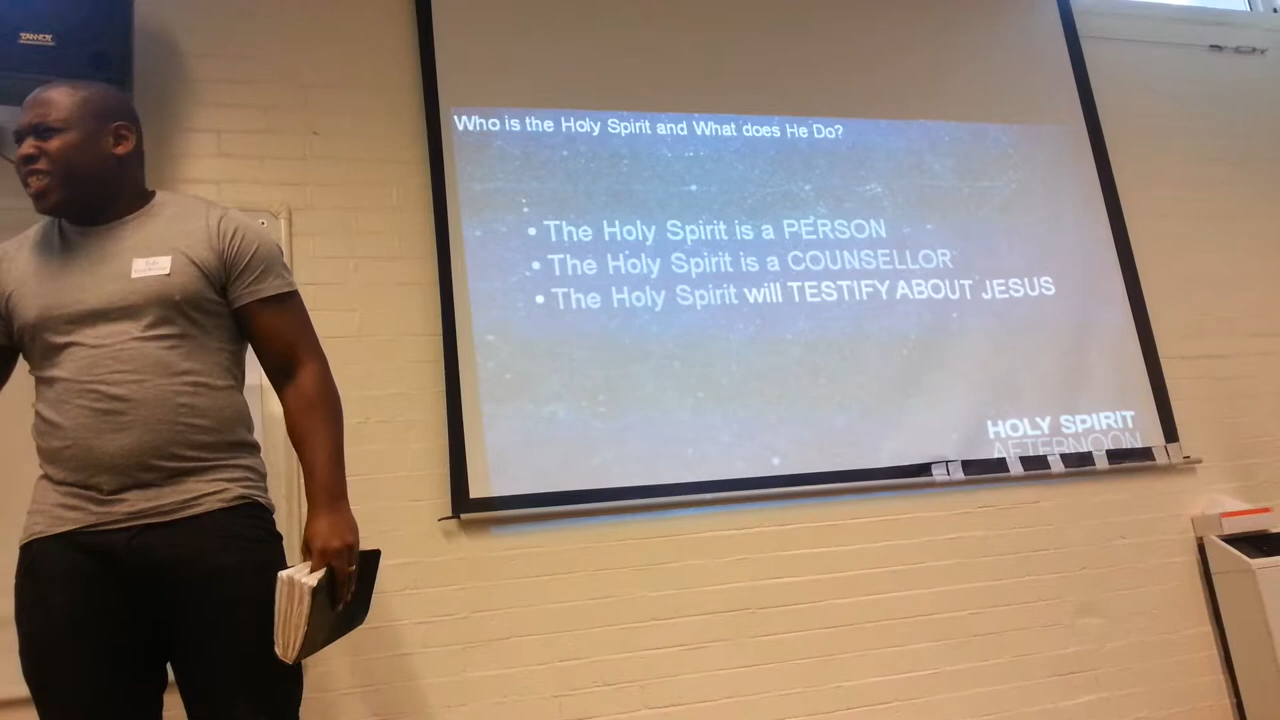 TANNOY
Who is the Holy Spirit and What does He Do?
• The Holy Spirit is a PERSON
• The Holy Spirit is a COUNSELLOR
• The Holy Spirit will TESTIFY ABOUT JESUS
HOLY SPIRIT
AFTERNOON